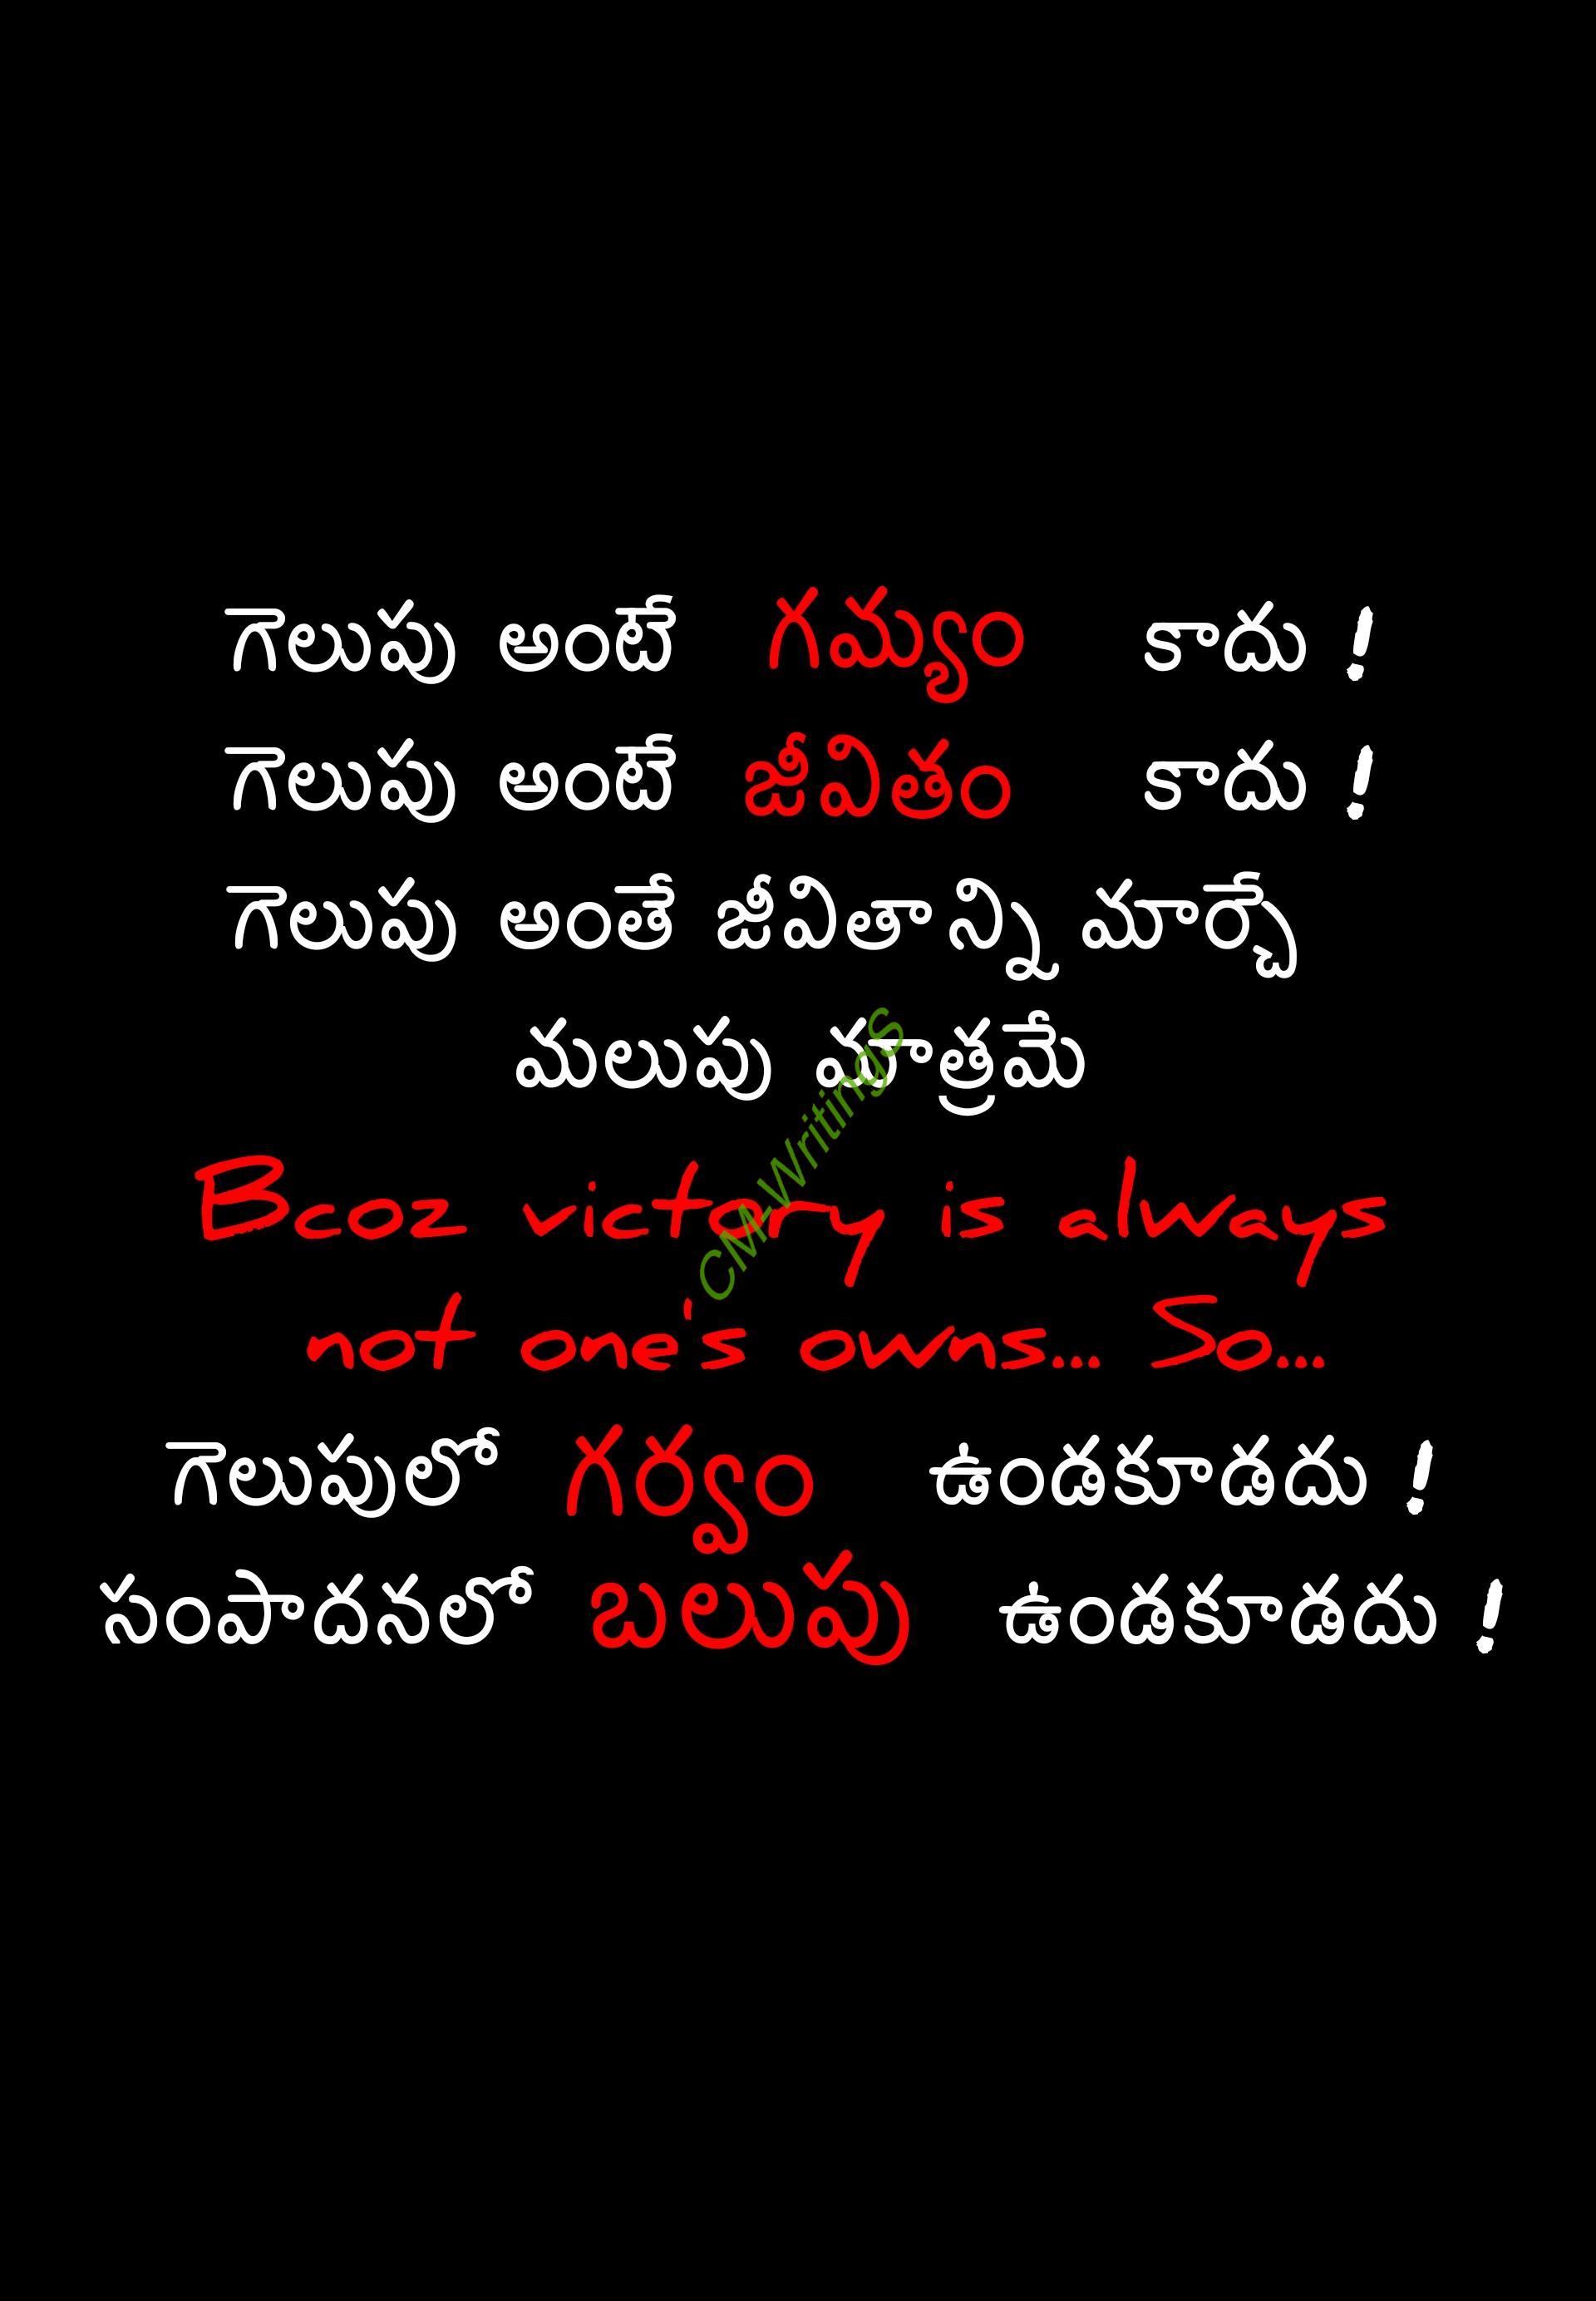 గెలుపు అంటే గమ్యం కాదు !
గెలుపు అంటే జీవితం కాదు !
గెలుపు అంతే జీవితాన్ని మార్చే
మలుపు మాత్రమే
Bcoz victory is always
not one's owns... So...
గెలుపులో గర్వం ఉండకూడదు !
సంపాదనలో బలుపు ఉండకూడదు !
CM.Writings